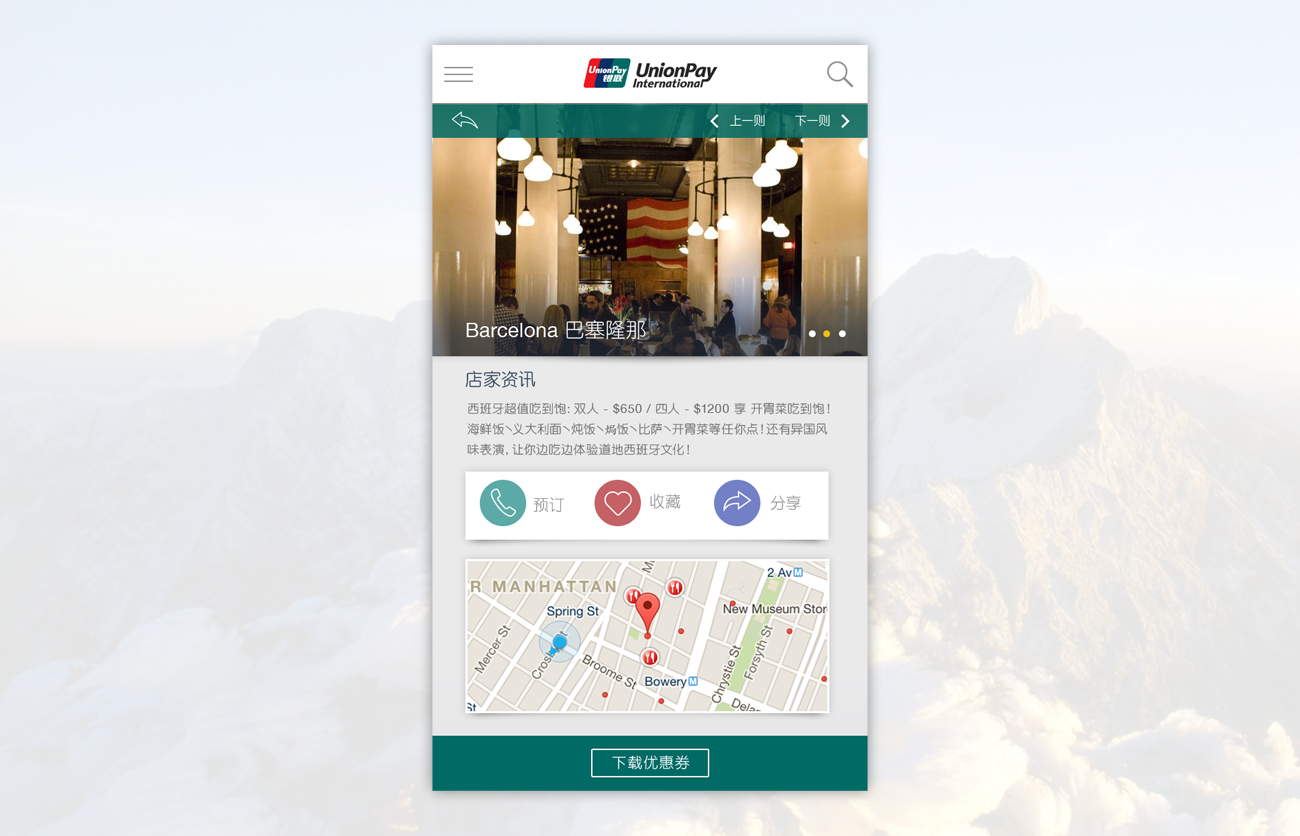 UnionPay
银联
UnionPay
International
上一则 下一则
Barcelona 巴塞隆那
店家资讯
西班牙超值吃到饱: 双人 - $650 / 四人 - $1200 享 开胃菜吃到饱!
海鲜饭、义大利面、炖饭、焗饭、比萨、开胃菜等任你点!还有异国风
味表演, 让你边吃边体验道地西班牙文化!
预订 收藏 分享
2 Av M
R MANHATTAN
Spring St
New Museum Stor
Mercer St
Crosby St
Broome St
Bowery M
Chrystie St
Forsyth St
Delan
St
下载优惠券